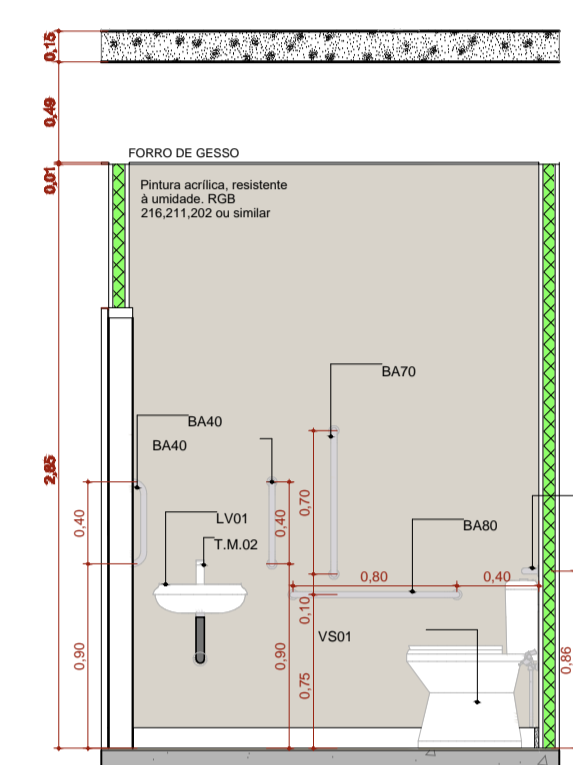 0,15
0,49
FORRO DE GESSO
0,01
Pintura acrílica, resistente
à umidade. RGB
216,211,202 ou similar
BA70
BA40
BA40
2,85
0,40
0,40
0,70
LV01
BA80
T.M.02
0,80
0,40
0,10
VS01
0,90
0,90
0,75
0,86